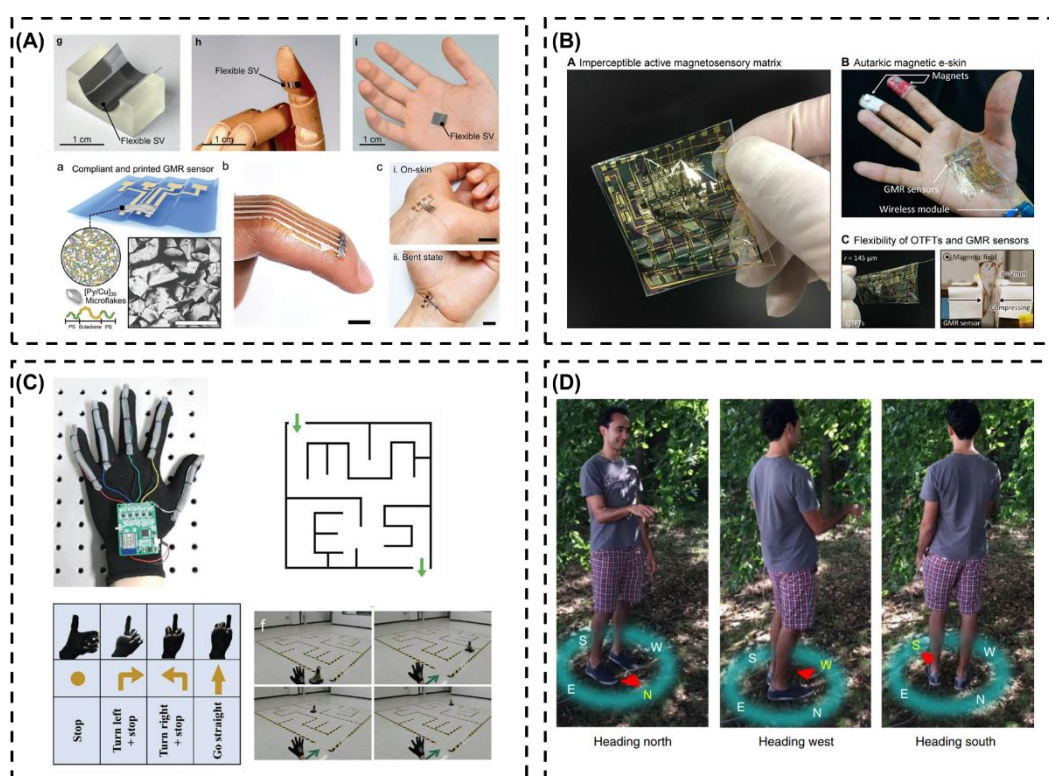 (A)
g
h
i
Flexible SV
Flexible SV
Flexible SV
1 cm
1 cm
1 cm
a Compliant and printed GMR sensor
b
c
i. On-skin
ii. Bent state
[Py/Cu]30
Microflakes
PS Butadiene PS
(B)
A Imperceptible active magnetosensory matrix
B Autarkic magnetic e-skin
Magnets
GMR sensors
Wireless module
C Flexibility of OTFTs and GMR sensors
r = 145 µm
OTFTs
Magnetic field
r=2mm
compressing
GMR sensor
(C)
f
Stop
Turn left
+ stop
Turn right
+ stop
Go straight
(D)
S
W
E
N
S
W
E
N
S
W
E
N
Heading north
Heading west
Heading south